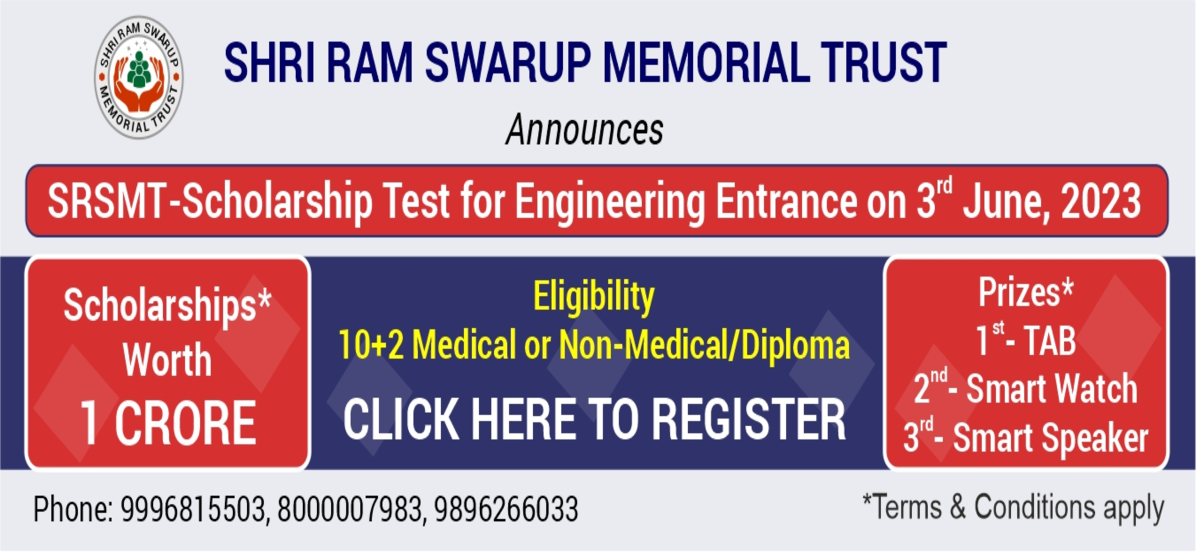 SHRI RAM SWARUP
MEMORIAL TRUST
SHRI RAM SWARUP MEMORIAL TRUST
Announces
SRSMT-Scholarship Test for Engineering Entrance on 3rd June, 2023
Scholarships*
Worth
1 CRORE
Eligibility
10+2 Medical or Non-Medical/Diploma
CLICK HERE TO REGISTER
Prizes*
1st- TAB
2nd- Smart Watch
3rd- Smart Speaker
Phone: 9996815503, 8000007983, 9896266033
*Terms & Conditions apply